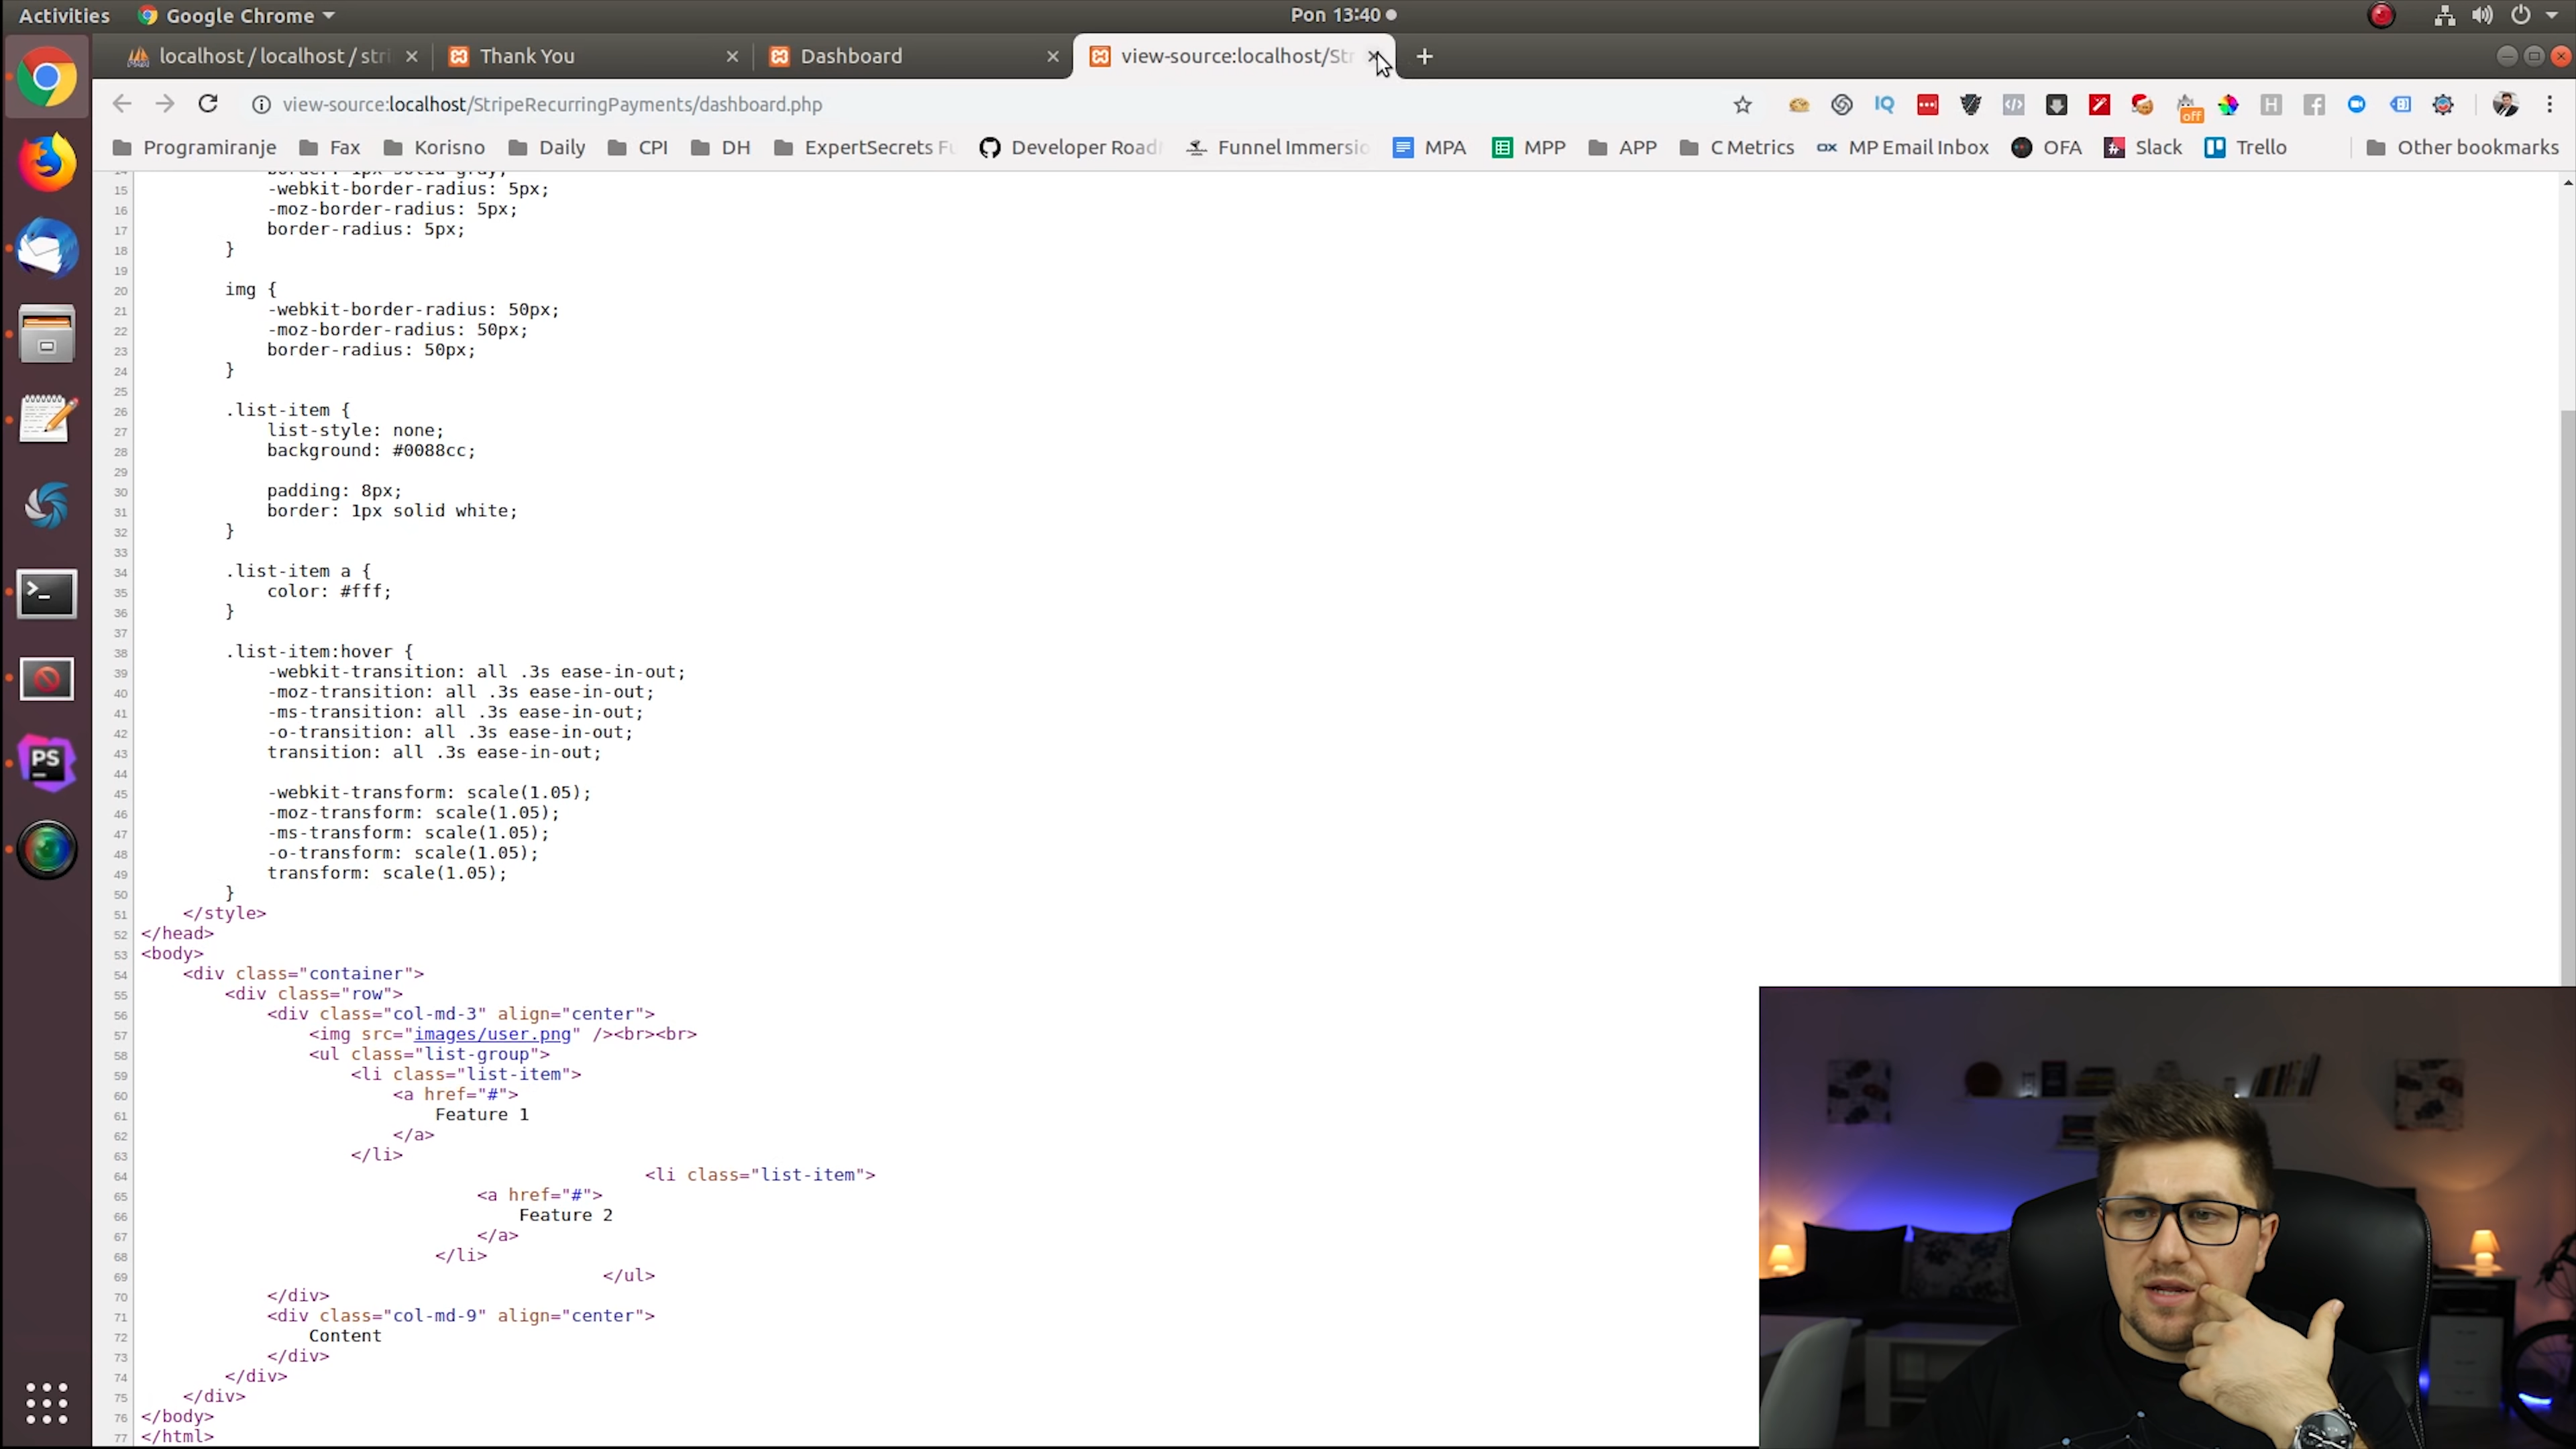 Activities Google Chrome Pon 13:40
localhost / localhost / stri Thank You Dashboard view-source:localhost/Str
view-source:localhost/StripeRecurringPayments/dashboard.php IQ off
Programiranje Fax Korisno Daily CPI DH ExpertSecrets Fu Developer Road Funnel Immersio MPA MPP APP C Metrics OX MP Email Inbox OFA Slack Trello Other bookmarks
14 border: 1px solid gray;
15 -webkit-border-radius: 5px;
16 -moz-border-radius: 5px;
17 border-radius: 5px;
18 }
19
20 img {
21 -webkit-border-radius: 50px;
22 -moz-border-radius: 50px;
23 border-radius: 50px;
24 }
25
26 .list-item {
27 list-style: none;
28 background: #0088cc;
29
30 padding: 8px;
31 border: 1px solid white;
32 }
33
34 .list-item a {
35 color: #fff;
36 }
37
38 .list-item:hover {
39 -webkit-transition: all .3s ease-in-out;
40 -moz-transition: all .3s ease-in-out;
41 -ms-transition: all .3s ease-in-out;
42 -o-transition: all .3s ease-in-out;
43 transition: all .3s ease-in-out;
44
45 -webkit-transform: scale(1.05);
46 -moz-transform: scale(1.05);
47 -ms-transform: scale(1.05);
48 -o-transform: scale(1.05);
49 transform: scale(1.05);
50 }
51 </style>
52 </head>
53 <body>
54 <div class="container">
55 <div class="row">
56 <div class="col-md-3" align="center">
57 <img src="images/user.png" /><br><br>
58 <ul class="list-group">
59 <li class="list-item">
60 <a href="#">
61 Feature 1
62 </a>
63 </li>
64 <li class="list-item">
65 <a href="#">
66 Feature 2
67 </a>
68 </li>
69 </ul>
70 </div>
71 <div class="col-md-9" align="center">
72 Content
73 </div>
74 </div>
75 </div>
76 </body>
77 </html>
PS